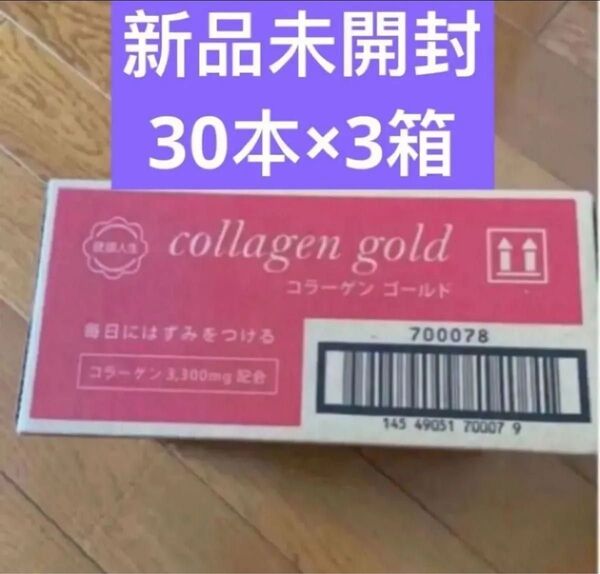 新品未開封
30本×3箱
健康人生
collagen gold
コラーゲン ゴールド
毎日にはずみをつける
コラーゲン3,300mg配合
700078
145 49051 70007 9